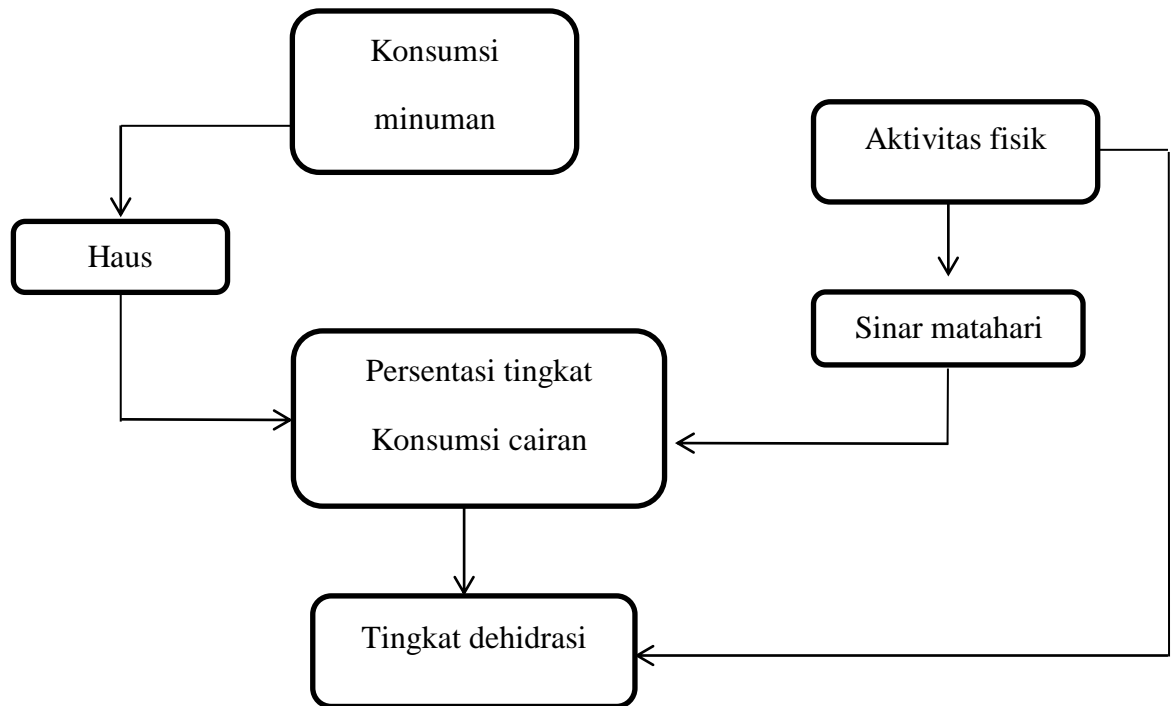 Konsumsi
minuman
Aktivitas fisik
Haus
Sinar matahari
Persentasi tingkat
Konsumsi cairan
Tingkat dehidrasi